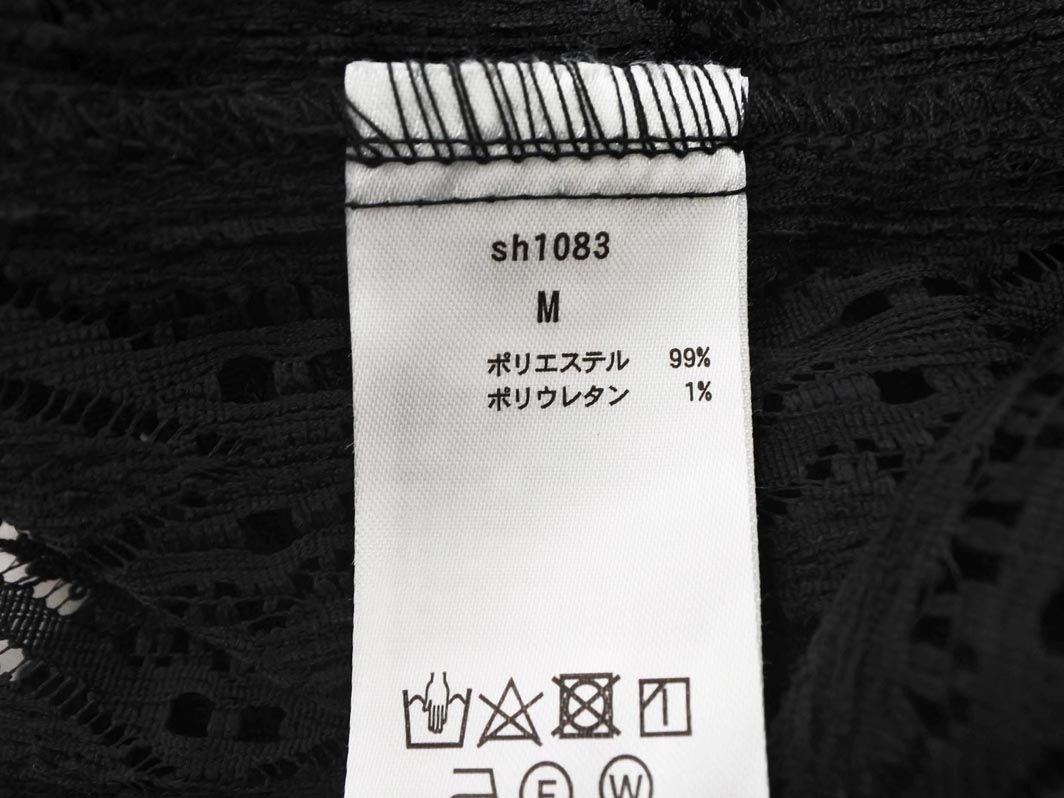 sh1083
M
ポリエステル 99%
ポリウレタン 1%
F W